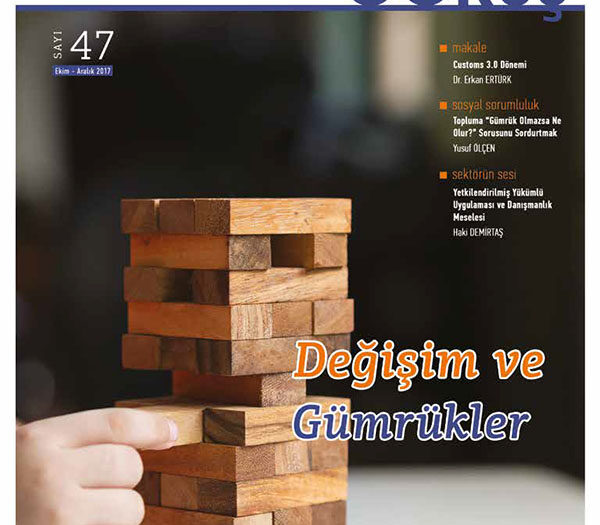 SAYI
47
Ekim - Aralık 2017
makale
Customs 3.0 Dönemi
Dr. Erkan ERTÜRK
sosyal sorumluluk
Topluma "Gümrük Olmazsa Ne
Olur?" Sorusunu Sordurtmak
Yusuf ÖLÇEN
sektörün sesi
Yetkilendirilmiş Yükümlü
Uygulaması ve Danışmanlık
Meselesi
Haki DEMİRTAŞ
Değişim ve
Gümrükler